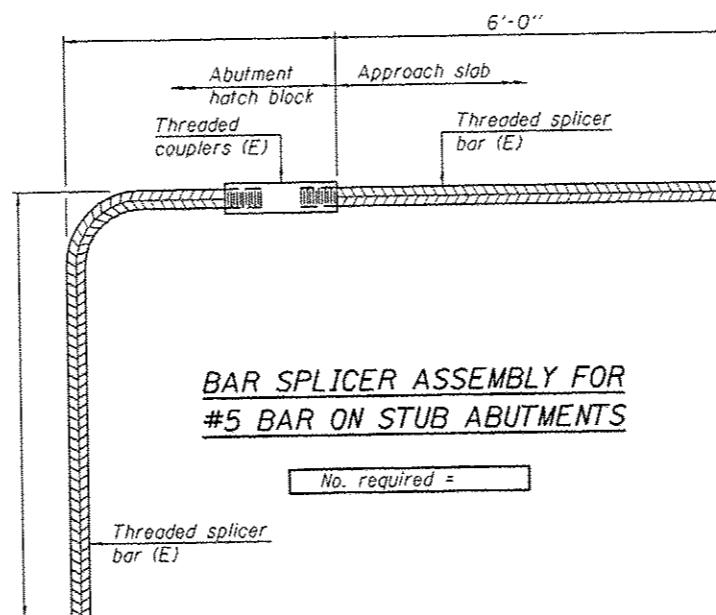 6'-0"
Abutment
hatch block
Approach slab
Threaded
couplers (E)
Threaded splicer
bar (E)
BAR SPLICER ASSEMBLY FOR
#5 BAR ON STUB ABUTMENTS
No. required =
Threaded splicer
bar (E)